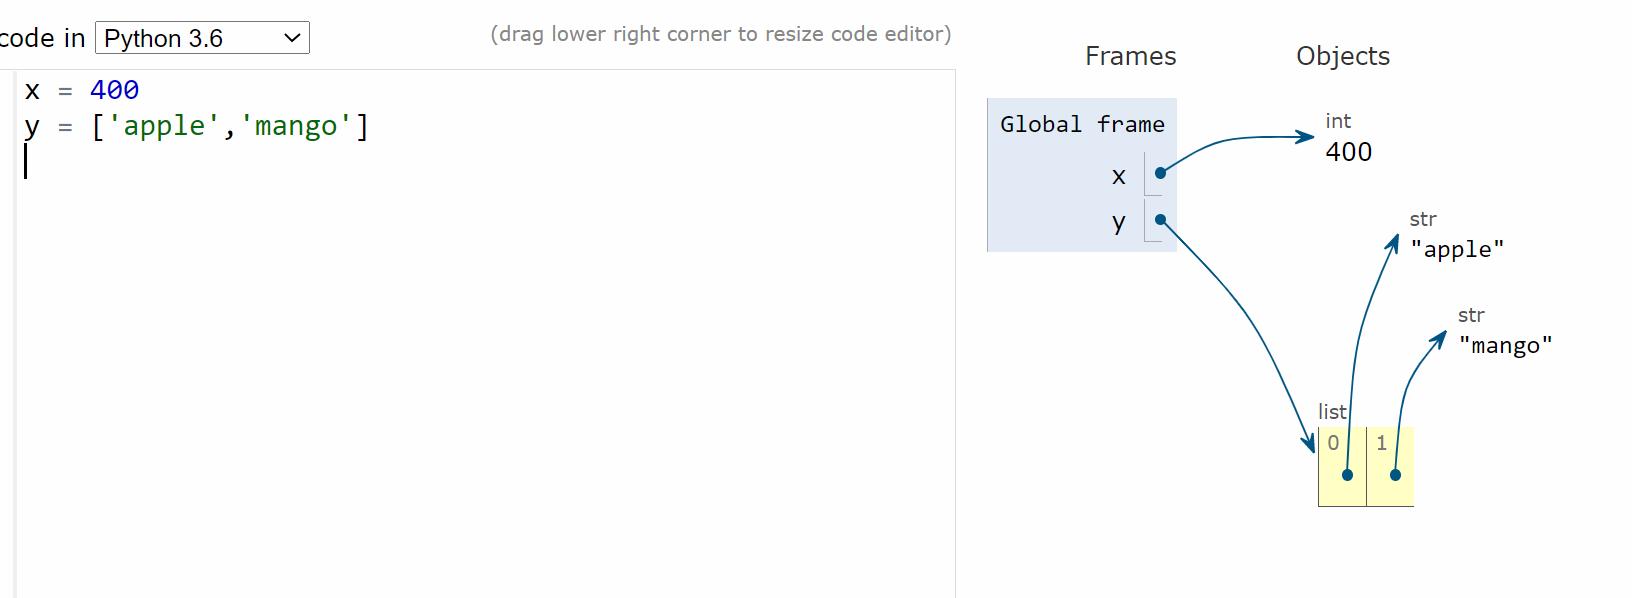 code in Python 3.6
(drag lower right corner to resize code editor)
x = 400
y = ['apple','mango']
Frames
Objects
Global frame
x
y
int
400
str
"apple"
str
"mango"
list
0 1